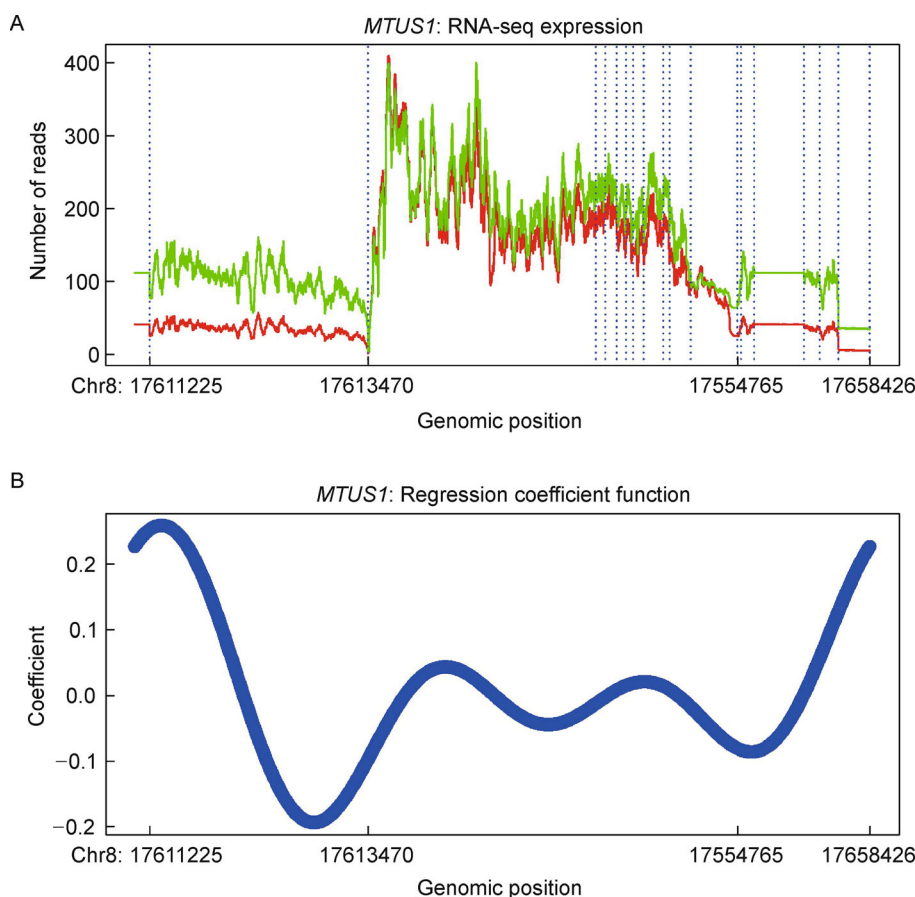 A
MTUS1: RNA-seq expression
Number of reads
400
300
200
100
0
Chr8: 17611225 17613470 17554765 17658426
Genomic position
B
MTUS1: Regression coefficient function
Coefficient
0.2
0.1
0.0
−0.1
−0.2
Chr8: 17611225 17613470 17554765 17658426
Genomic position